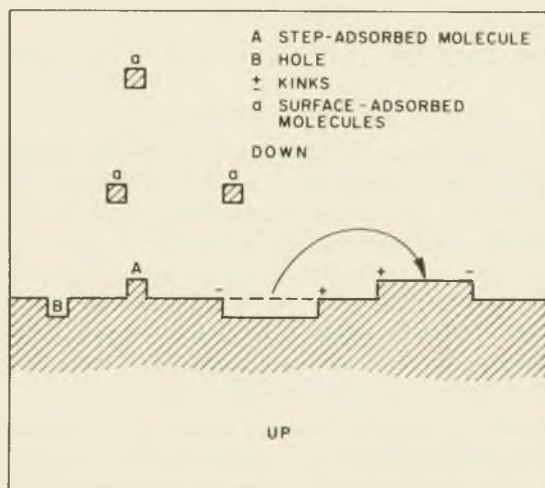 a
A STEP-ADSORBED MOLECULE
B HOLE
± KINKS
a SURFACE-ADSORBED
MOLECULES
DOWN
a
a
A
B
-
+
+
-
UP